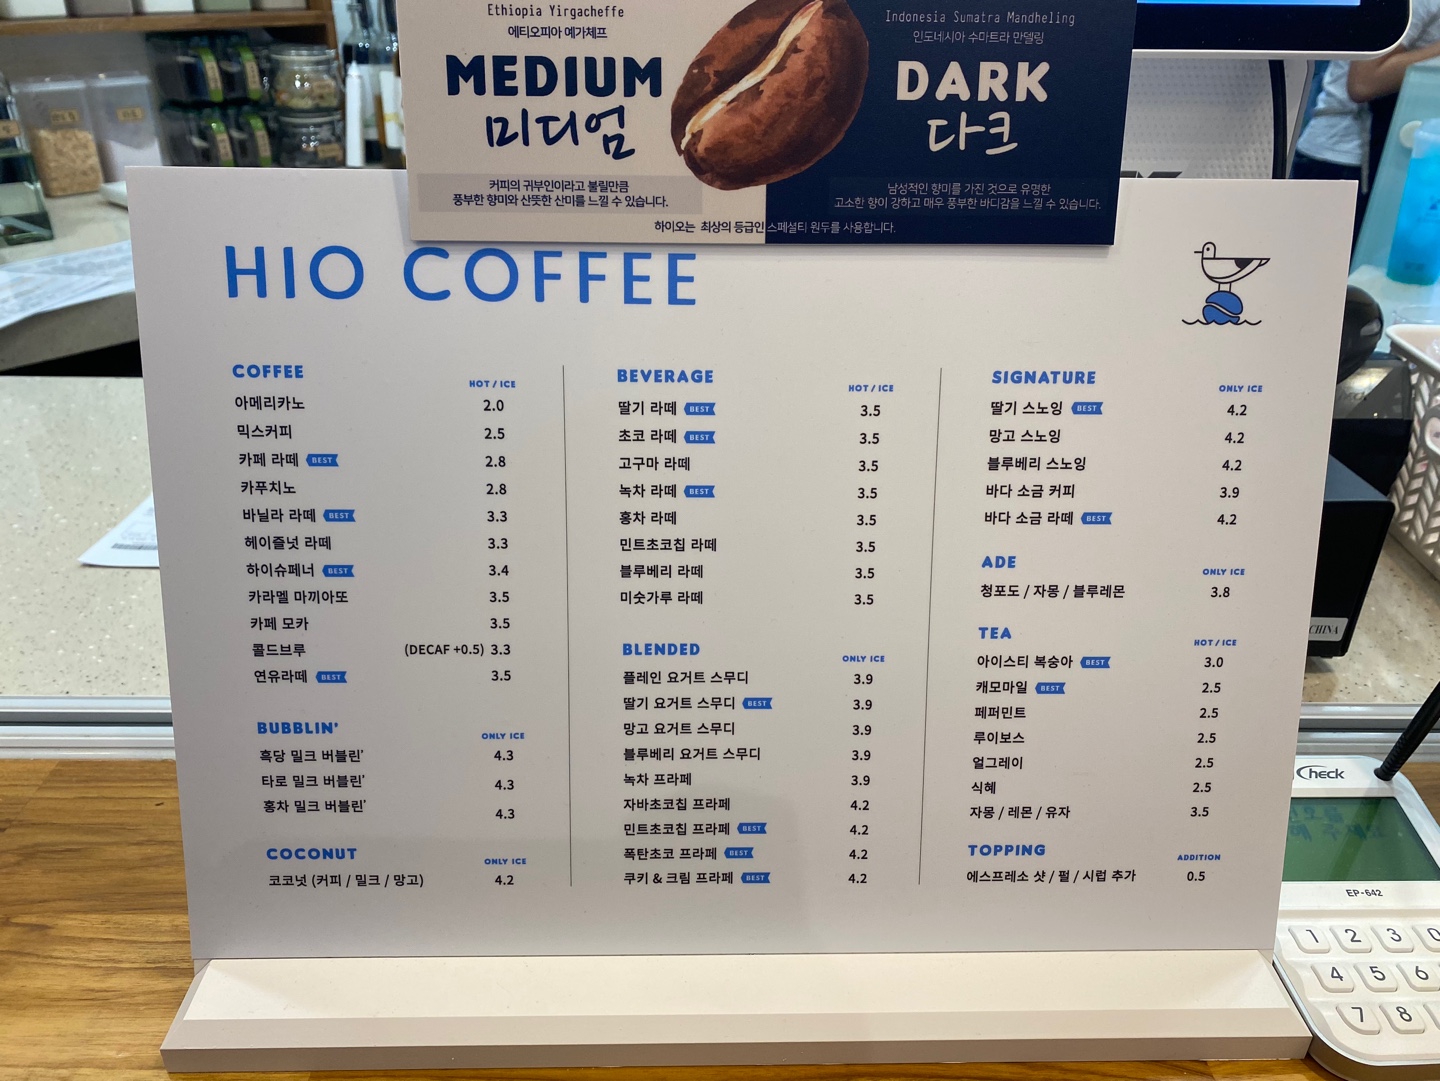 Ethiopia Yirgacheffe
에티오피아 예가체프
MEDIUM
미디엄
커피의 귀부인이라고 불릴만큼
풍부한 향미와 산뜻한 산미를 느낄 수 있습니다.
Indonesia Sumatra Mandheling
인도네시아 수마트라 만델링
DARK
다크
남성적인 향미를 가진 것으로 유명한
고소한 향이 강하고 매우 풍부한 바디감을 느낄 수 있습니다.
하이오는 최상의 등급인 스페셜티 원두를 사용합니다.
HIO COFFEE
COFFEE HOT / ICE
아메리카노 2.0
믹스커피 2.5
카페 라떼 BEST 2.8
카푸치노 2.8
바닐라 라떼 BEST 3.3
헤이즐넛 라떼 3.3
하이슈페너 BEST 3.4
카라멜 마끼아또 3.5
카페 모카 3.5
콜드브루 (DECAF +0.5) 3.3
연유라떼 BEST 3.5
BUBBLIN' ONLY ICE
흑당 밀크 버블린' 4.3
타로 밀크 버블린' 4.3
홍차 밀크 버블린' 4.3
COCONUT ONLY ICE
코코넛 (커피 / 밀크 / 망고) 4.2
BEVERAGE HOT / ICE
딸기 라떼 BEST 3.5
초코 라떼 BEST 3.5
고구마 라떼 3.5
녹차 라떼 BEST 3.5
홍차 라떼 3.5
민트초코칩 라떼 3.5
블루베리 라떼 3.5
미숫가루 라떼 3.5
BLENDED ONLY ICE
플레인 요거트 스무디 3.9
딸기 요거트 스무디 BEST 3.9
망고 요거트 스무디 3.9
블루베리 요거트 스무디 3.9
녹차 프라페 3.9
자바초코칩 프라페 4.2
민트초코칩 프라페 BEST 4.2
폭탄초코 프라페 BEST 4.2
쿠키 & 크림 프라페 BEST 4.2
SIGNATURE ONLY ICE
딸기 스노잉 BEST 4.2
망고 스노잉 4.2
블루베리 스노잉 4.2
바다 소금 커피 3.9
바다 소금 라떼 BEST 4.2
ADE ONLY ICE
청포도 / 자몽 / 블루레몬 3.8
TEA HOT / ICE
아이스티 복숭아 BEST 3.0
캐모마일 BEST 2.5
페퍼민트 2.5
루이보스 2.5
얼그레이 2.5
식혜 2.5
자몽 / 레몬 / 유자 3.5
TOPPING ADDITION
에스프레소 샷 / 펄 / 시럽 추가 0.5
CHINA
Check
EP-642
1 2 3 0
4 5 6
7 8